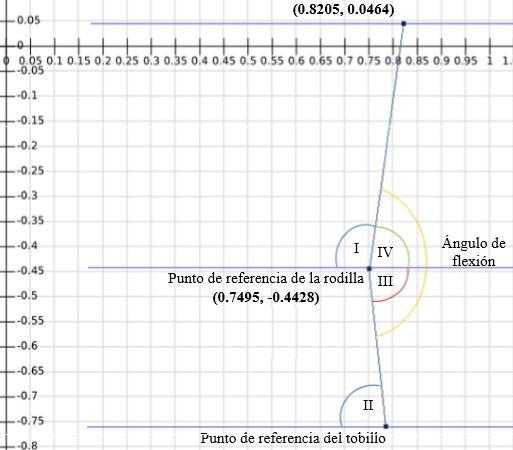 (0.8205, 0.0464)
0.05
0
0 0.05 0.1 0.15 0.2 0.25 0.3 0.35 0.4 0.45 0.5 0.55 0.6 0.65 0.7 0.75 0.8 0.85 0.9 0.95 1
-0.05
-0.1
-0.15
-0.2
-0.25
-0.3
-0.35
-0.4
I
IV
Ángulo de
flexión
-0.45
Punto de referencia de la rodilla
III
(0.7495, -0.4428)
-0.5
-0.55
-0.6
-0.65
-0.7
II
-0.75
Punto de referencia del tobillo
-0.8